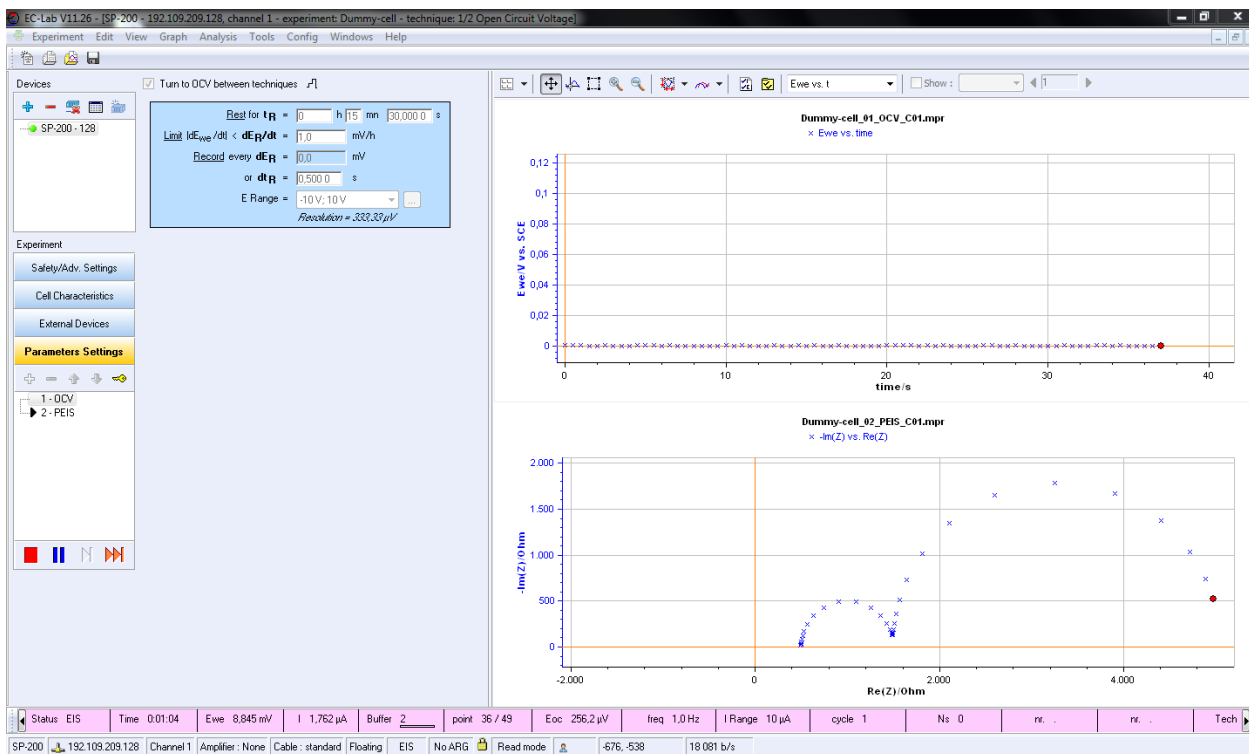 EC-Lab V11.26 - [SP-200 - 192.109.209.128, channel 1 - experiment: Dummy-cell - technique: 1/2 Open Circuit Voltage]
Experiment Edit View Graph Analysis Tools Config Windows Help
Devices
SP-200 - 128
Experiment
Safety/Adv. Settings
Cell Characteristics
External Devices
Parameters Settings
1 - OCV
2 - PEIS
Turn to OCV between techniques
Rest for tR = 0 h 15 mn 30,000 0 s
Limit |dEwe/dt| < dER/dt = 1,0 mV/h
Record every dER = 0,0 mV
or dtR = 0,500 0 s
E Range = -10 V; 10 V ...
Resolution = 333,33 µV
Ewe vs. t Show : 1
Dummy-cell_01_OCV_C01.mpr
Ewe vs. time
0,12
0,1
0,08
0,06
0,04
0,02
0
Ewe/V vs. SCE
0 10 20 30 40
time/s
Dummy-cell_02_PEIS_C01.mpr
-Im(Z) vs. Re(Z)
2.000
1.500
1.000
500
0
-Im(Z)/Ohm
-2.000 0 2.000 4.000
Re(Z)/Ohm
Status EIS Time 0:01:04 Ewe 8,845 mV I 1,762 µA Buffer 2 point 36 / 49 Eoc 256,2 µV freq 1,0 Hz I Range 10 µA cycle 1 Ns 0 nr. . nr. . Tech
SP-200 192.109.209.128 Channel 1 Amplifier : None Cable : standard Floating EIS No ARG Read mode -676, -538 18 081 b/s